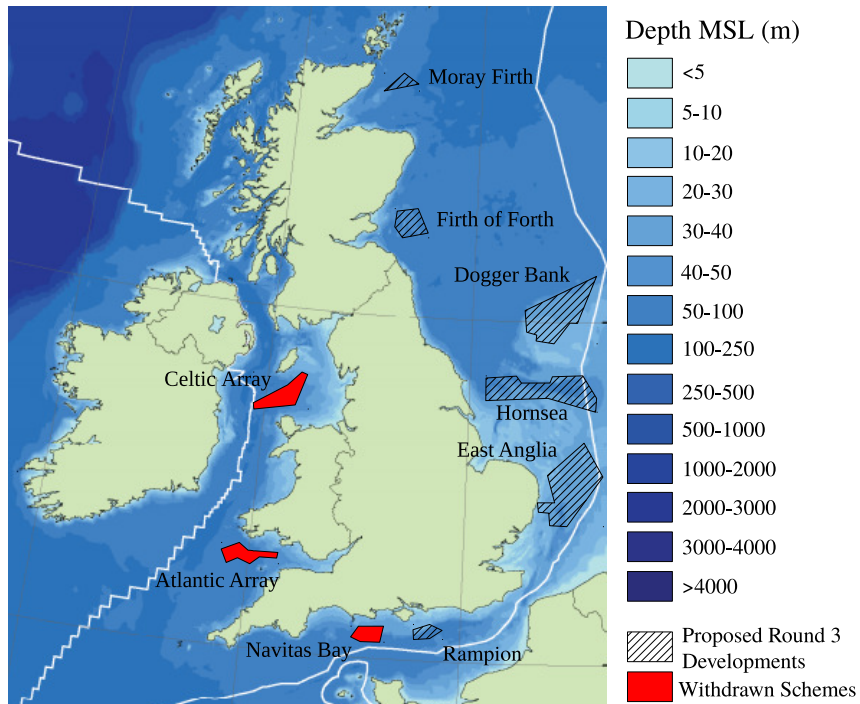 Moray Firth
Firth of Forth
Dogger Bank
Celtic Array
Hornsea
East Anglia
Atlantic Array
Navitas Bay
Rampion
Depth MSL (m)
<5
5-10
10-20
20-30
30-40
40-50
50-100
100-250
250-500
500-1000
1000-2000
2000-3000
3000-4000
>4000
Proposed Round 3
Developments
Withdrawn Schemes